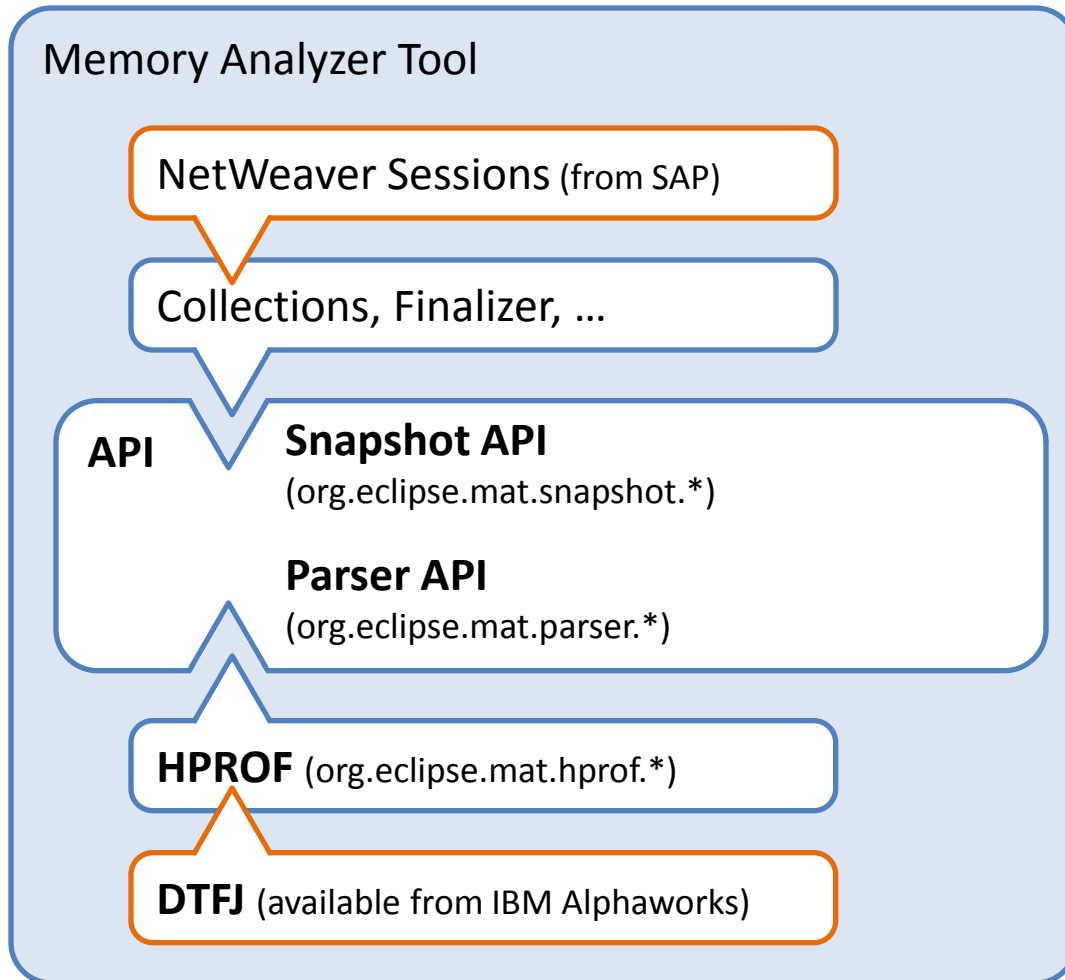 Memory Analyzer Tool
NetWeaver Sessions (from SAP)
Collections, Finalizer, …
API
Snapshot API
(org.eclipse.mat.snapshot.*)
Parser API
(org.eclipse.mat.parser.*)
HPROF (org.eclipse.mat.hprof.*)
DTFJ (available from IBM Alphaworks)